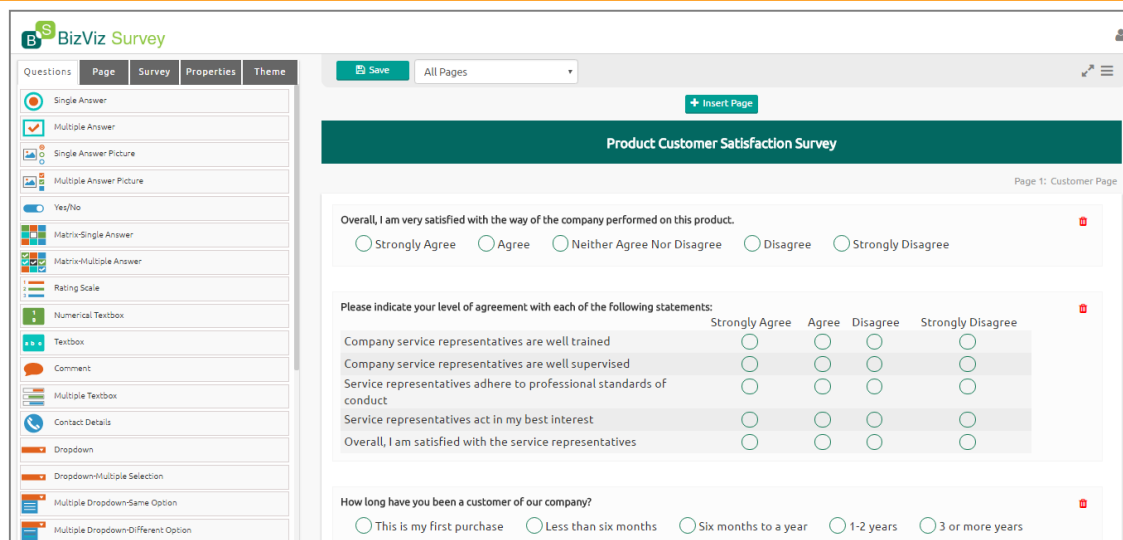 BS BizViz Survey
Questions Page Survey Properties Theme
Single Answer
Multiple Answer
Single Answer Picture
Multiple Answer Picture
Yes/No
Matrix-Single Answer
Matrix-Multiple Answer
Rating Scale
Numerical Textbox
Textbox
Comment
Multiple Textbox
Contact Details
Dropdown
Dropdown-Multiple Selection
Multiple Dropdown-Same Option
Multiple Dropdown-Different Option
Save All Pages
Insert Page
Product Customer Satisfaction Survey
Page 1: Customer Page
Overall, I am very satisfied with the way of the company performed on this product.
Strongly Agree Agree Neither Agree Nor Disagree Disagree Strongly Disagree
Please indicate your level of agreement with each of the following statements:
Strongly Agree Agree Disagree Strongly Disagree
Company service representatives are well trained
Company service representatives are well supervised
Service representatives adhere to professional standards of
conduct
Service representatives act in my best interest
Overall, I am satisfied with the service representatives
How long have you been a customer of our company?
This is my first purchase Less than six months Six months to a year 1-2 years 3 or more years